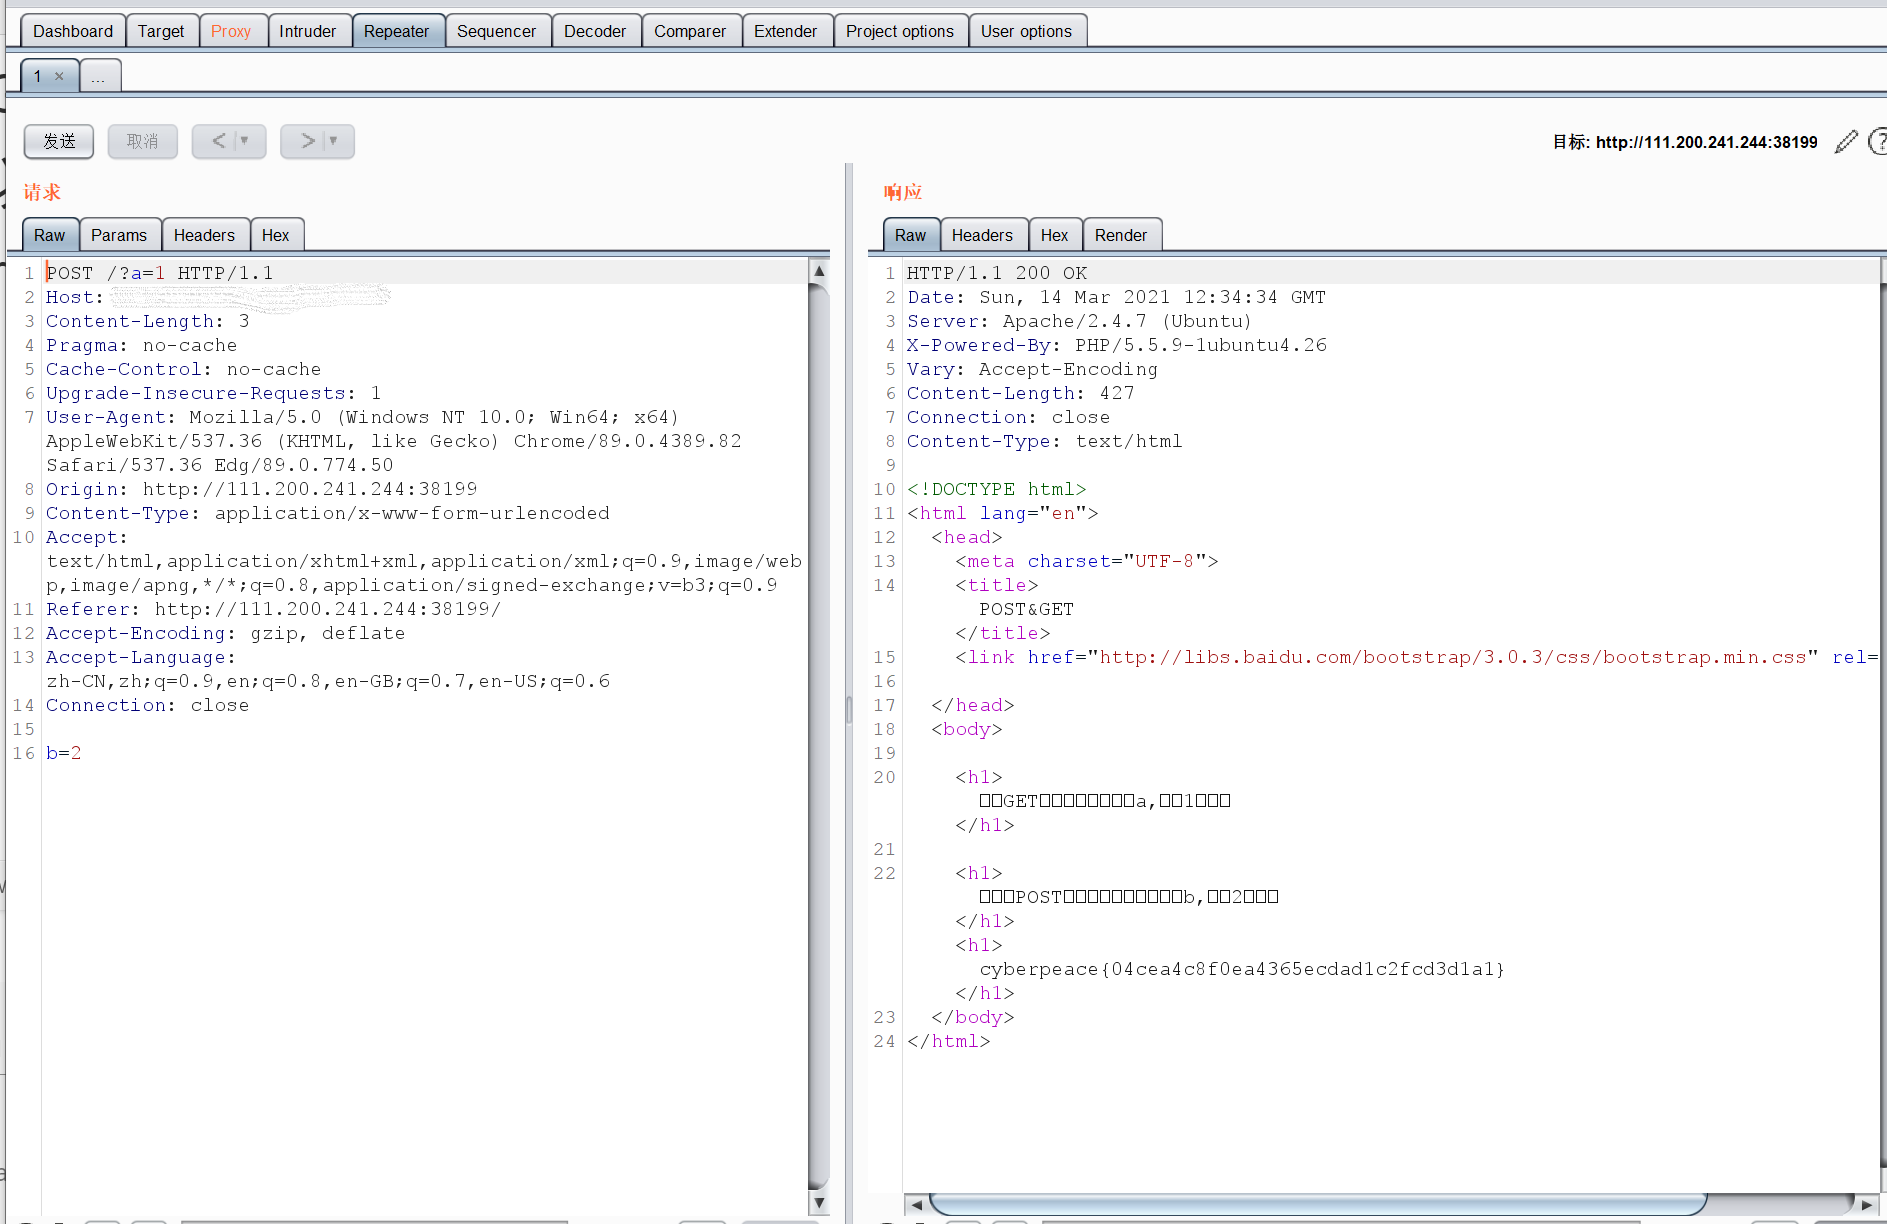 Dashboard Target Proxy Intruder Repeater Sequencer Decoder Comparer Extender Project options User options
1 × ...
发送 取消 < ▼ > ▼
目标: http://111.200.241.244:38199
请求
Raw Params Headers Hex
1 POST /?a=1 HTTP/1.1
2 Host:
3 Content-Length: 3
4 Pragma: no-cache
5 Cache-Control: no-cache
6 Upgrade-Insecure-Requests: 1
7 User-Agent: Mozilla/5.0 (Windows NT 10.0; Win64; x64)
AppleWebKit/537.36 (KHTML, like Gecko) Chrome/89.0.4389.82
Safari/537.36 Edg/89.0.774.50
8 Origin: http://111.200.241.244:38199
9 Content-Type: application/x-www-form-urlencoded
10 Accept:
text/html,application/xhtml+xml,application/xml;q=0.9,image/web
p,image/apng,*/*;q=0.8,application/signed-exchange;v=b3;q=0.9
11 Referer: http://111.200.241.244:38199/
12 Accept-Encoding: gzip, deflate
13 Accept-Language:
zh-CN,zh;q=0.9,en;q=0.8,en-GB;q=0.7,en-US;q=0.6
14 Connection: close
15
16 b=2
响应
Raw Headers Hex Render
1 HTTP/1.1 200 OK
2 Date: Sun, 14 Mar 2021 12:34:34 GMT
3 Server: Apache/2.4.7 (Ubuntu)
4 X-Powered-By: PHP/5.5.9-1ubuntu4.26
5 Vary: Accept-Encoding
6 Content-Length: 427
7 Connection: close
8 Content-Type: text/html
9
10 <!DOCTYPE html>
11 <html lang="en">
12 <head>
13 <meta charset="UTF-8">
14 <title>
POST&GET
</title>
15 <link href="http://libs.baidu.com/bootstrap/3.0.3/css/bootstrap.min.css" rel=
16
17 </head>
18 <body>
19
20 <h1>
□□GET□□□□□□□□a,□□1□□□
</h1>
21
22 <h1>
□□□POST□□□□□□□□□□b,□□2□□□
</h1>
<h1>
cyberpeace{04cea4c8f0ea4365ecdad1c2fcd3d1a1}
</h1>
23 </body>
24 </html>